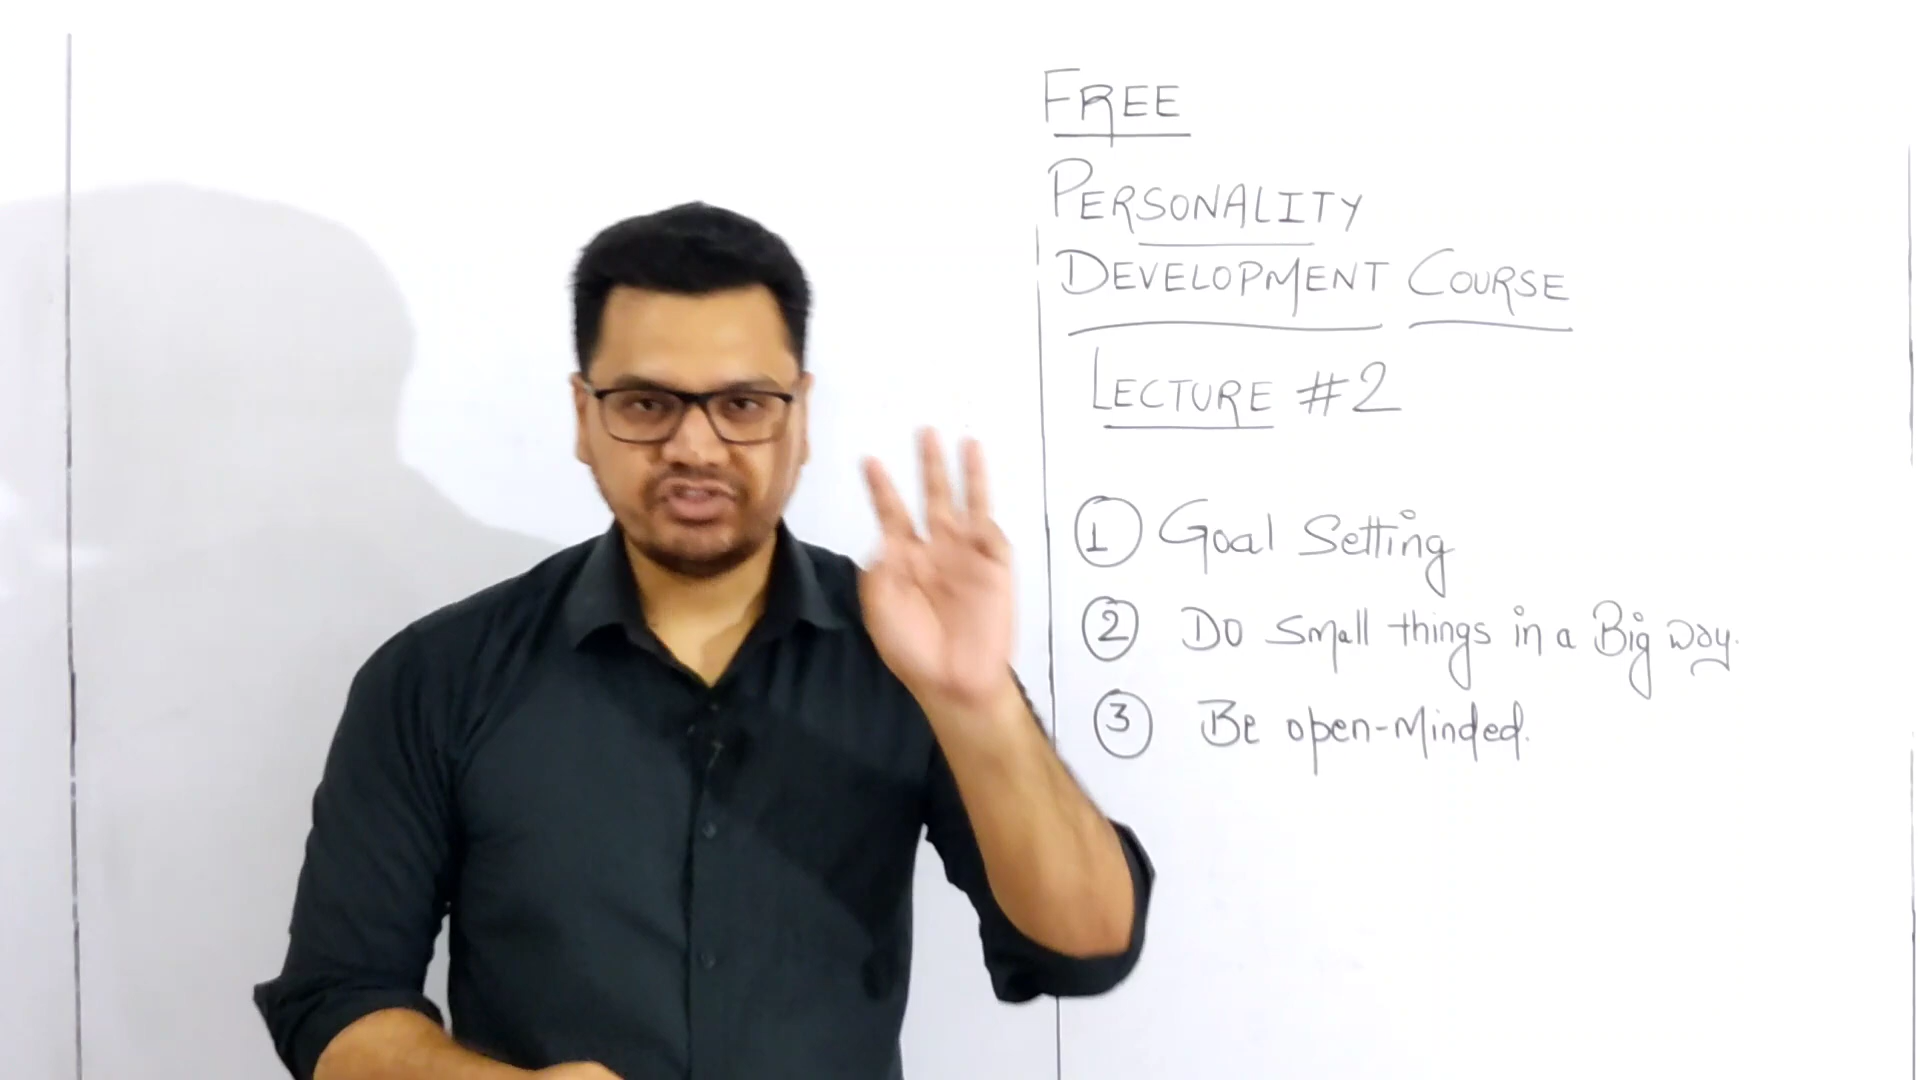 FREE
PERSONALITY
DEVELOPMENT COURSE
LECTURE #2
1 Goal Setting
2 Do Small things in a Big way.
3 BE open-Minded.